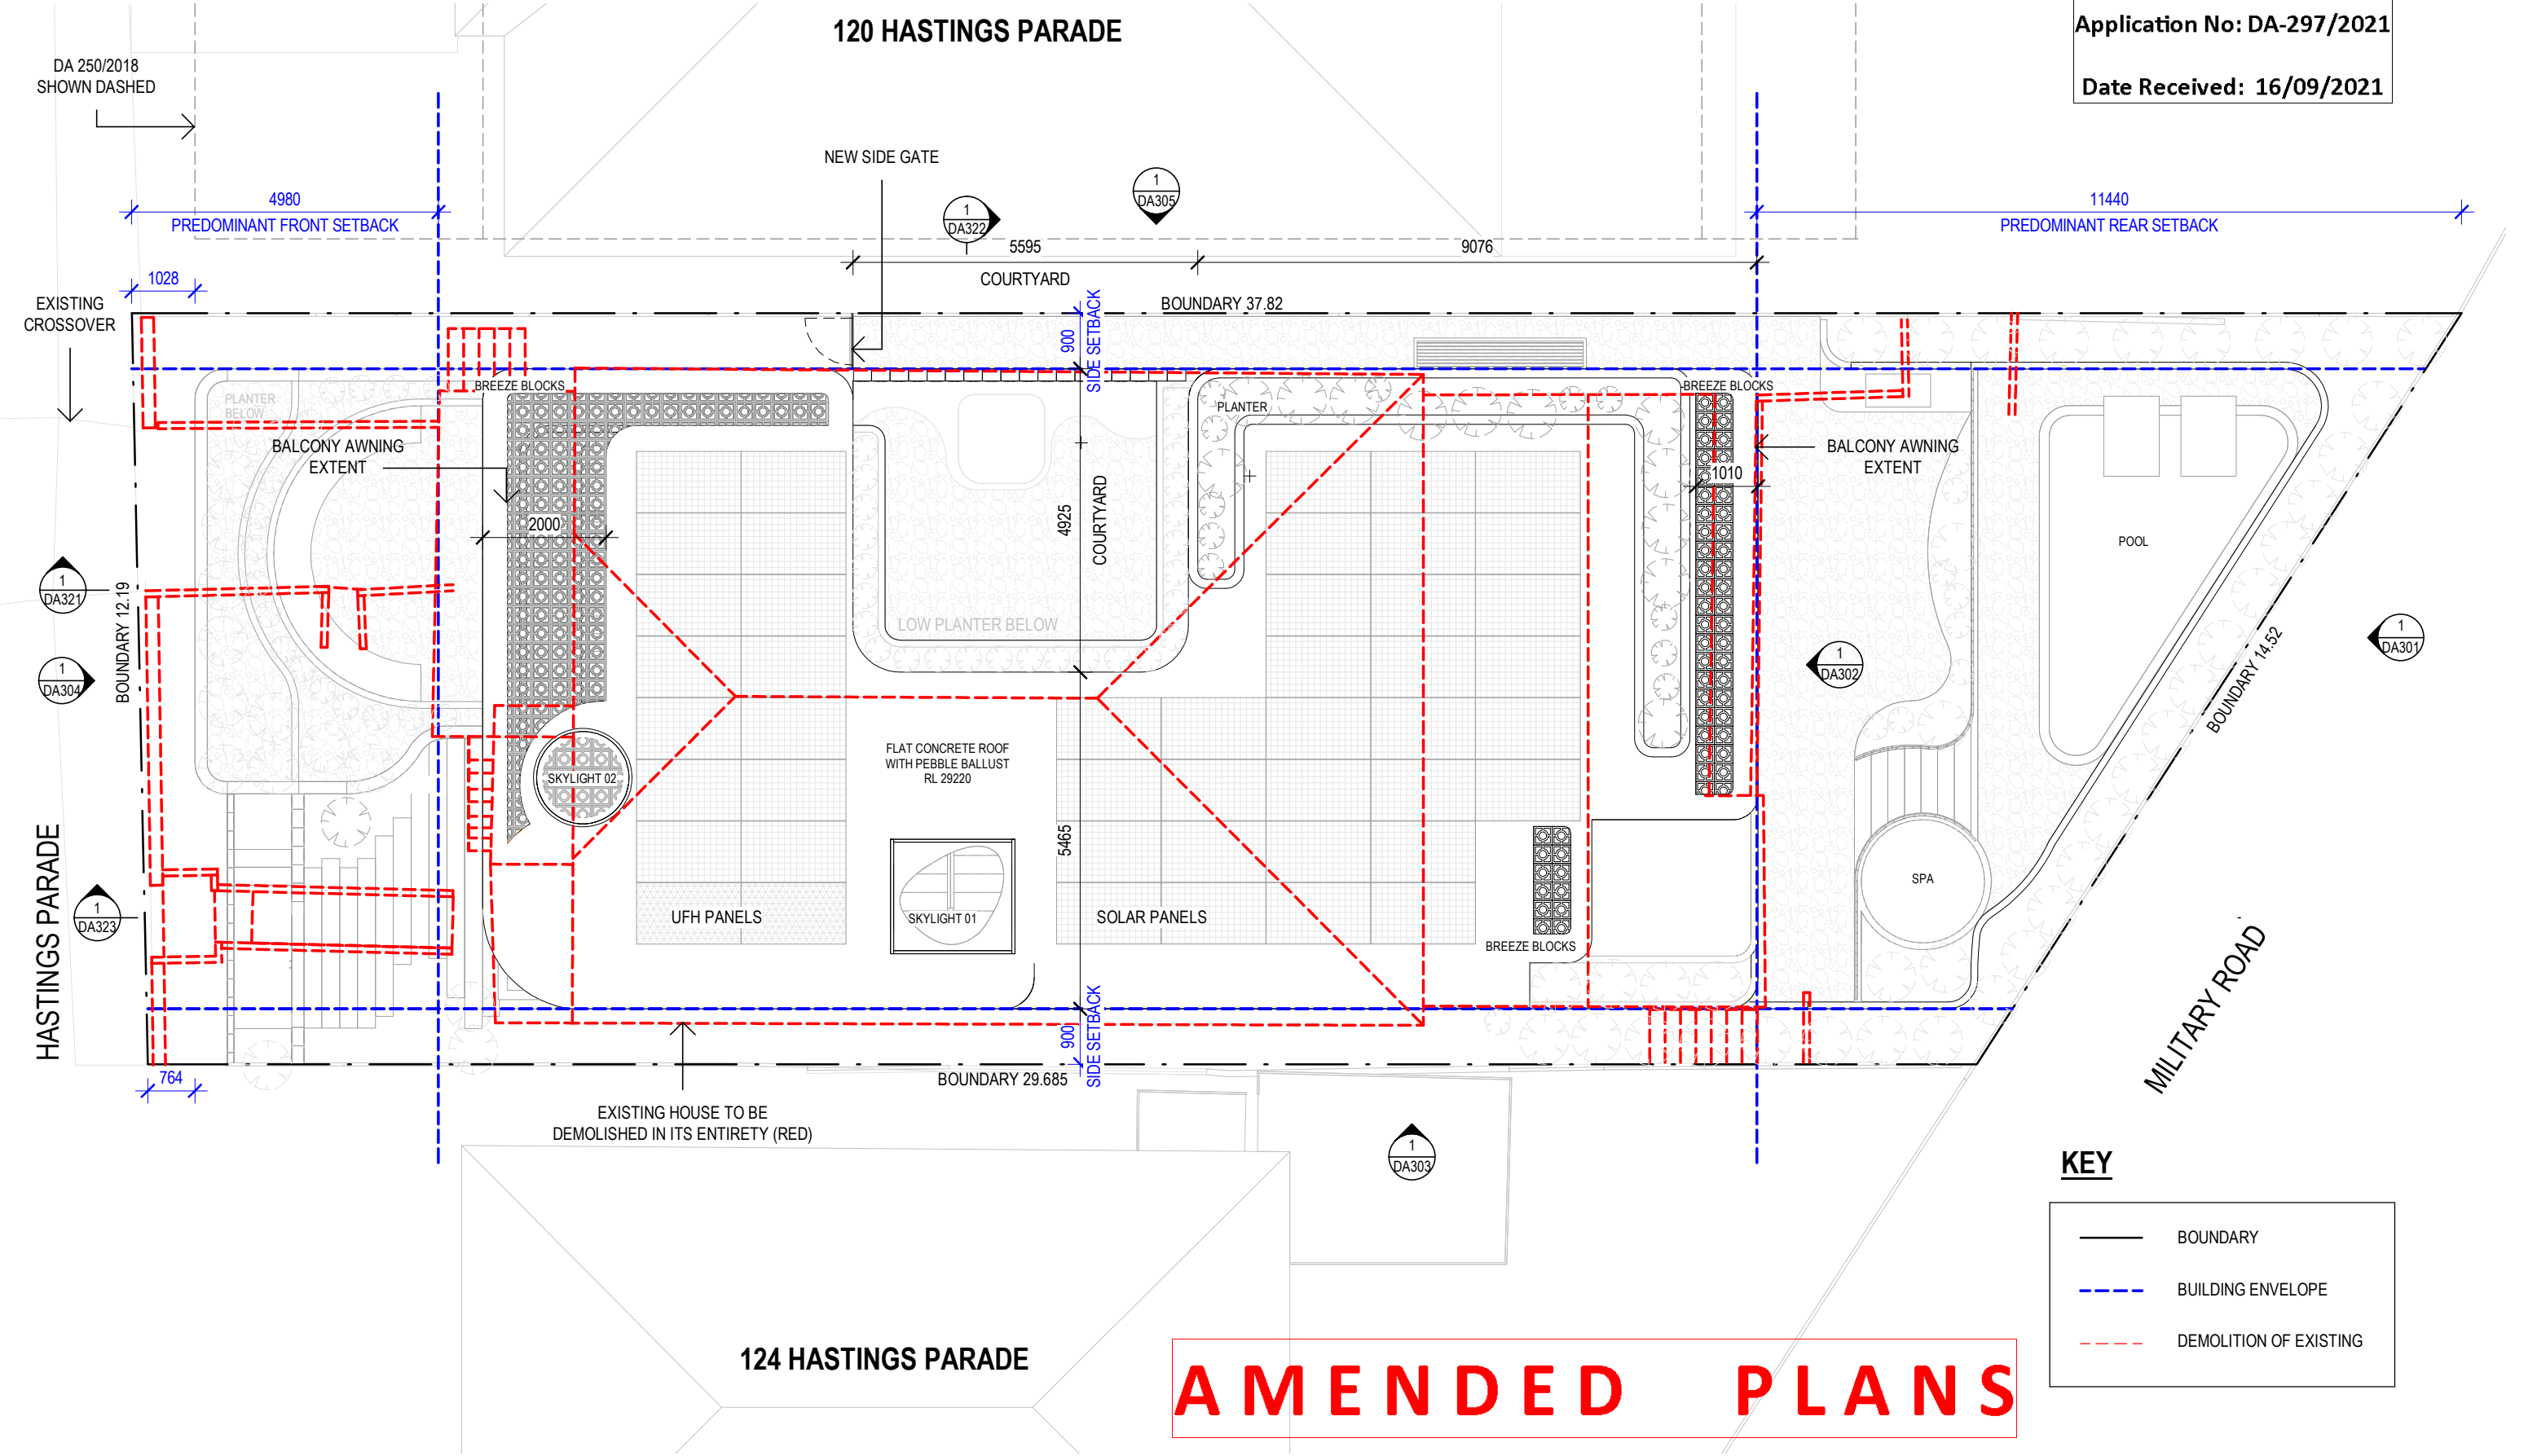 120 HASTINGS PARADE
Application No: DA-297/2021
Date Received: 16/09/2021
DA 250/2018
SHOWN DASHED
NEW SIDE GATE
1
DA305
1
DA322
4980
PREDOMINANT FRONT SETBACK
11440
PREDOMINANT REAR SETBACK
5595
9076
COURTYARD
1028
EXISTING
CROSSOVER
BOUNDARY 37.82
900
SIDE SETBACK
BREEZE BLOCKS
BREEZE BLOCKS
PLANTER
BELOW
PLANTER
BALCONY AWNING
EXTENT
BALCONY AWNING
EXTENT
1010
2000
4925
COURTYARD
POOL
1
DA321
BOUNDARY 12.19
LOW PLANTER BELOW
1
DA304
1
DA302
1
DA301
BOUNDARY 14.52
FLAT CONCRETE ROOF
WITH PEBBLE BALLUST
RL 29220
SKYLIGHT 02
5465
SPA
HASTINGS PARADE
1
DA323
UFH PANELS
SKYLIGHT 01
SOLAR PANELS
BREEZE BLOCKS
MILITARY ROAD
900
SIDE SETBACK
764
BOUNDARY 29.685
EXISTING HOUSE TO BE
DEMOLISHED IN ITS ENTIRETY (RED)
1
DA303
KEY
BOUNDARY
BUILDING ENVELOPE
DEMOLITION OF EXISTING
124 HASTINGS PARADE
AMENDED PLANS